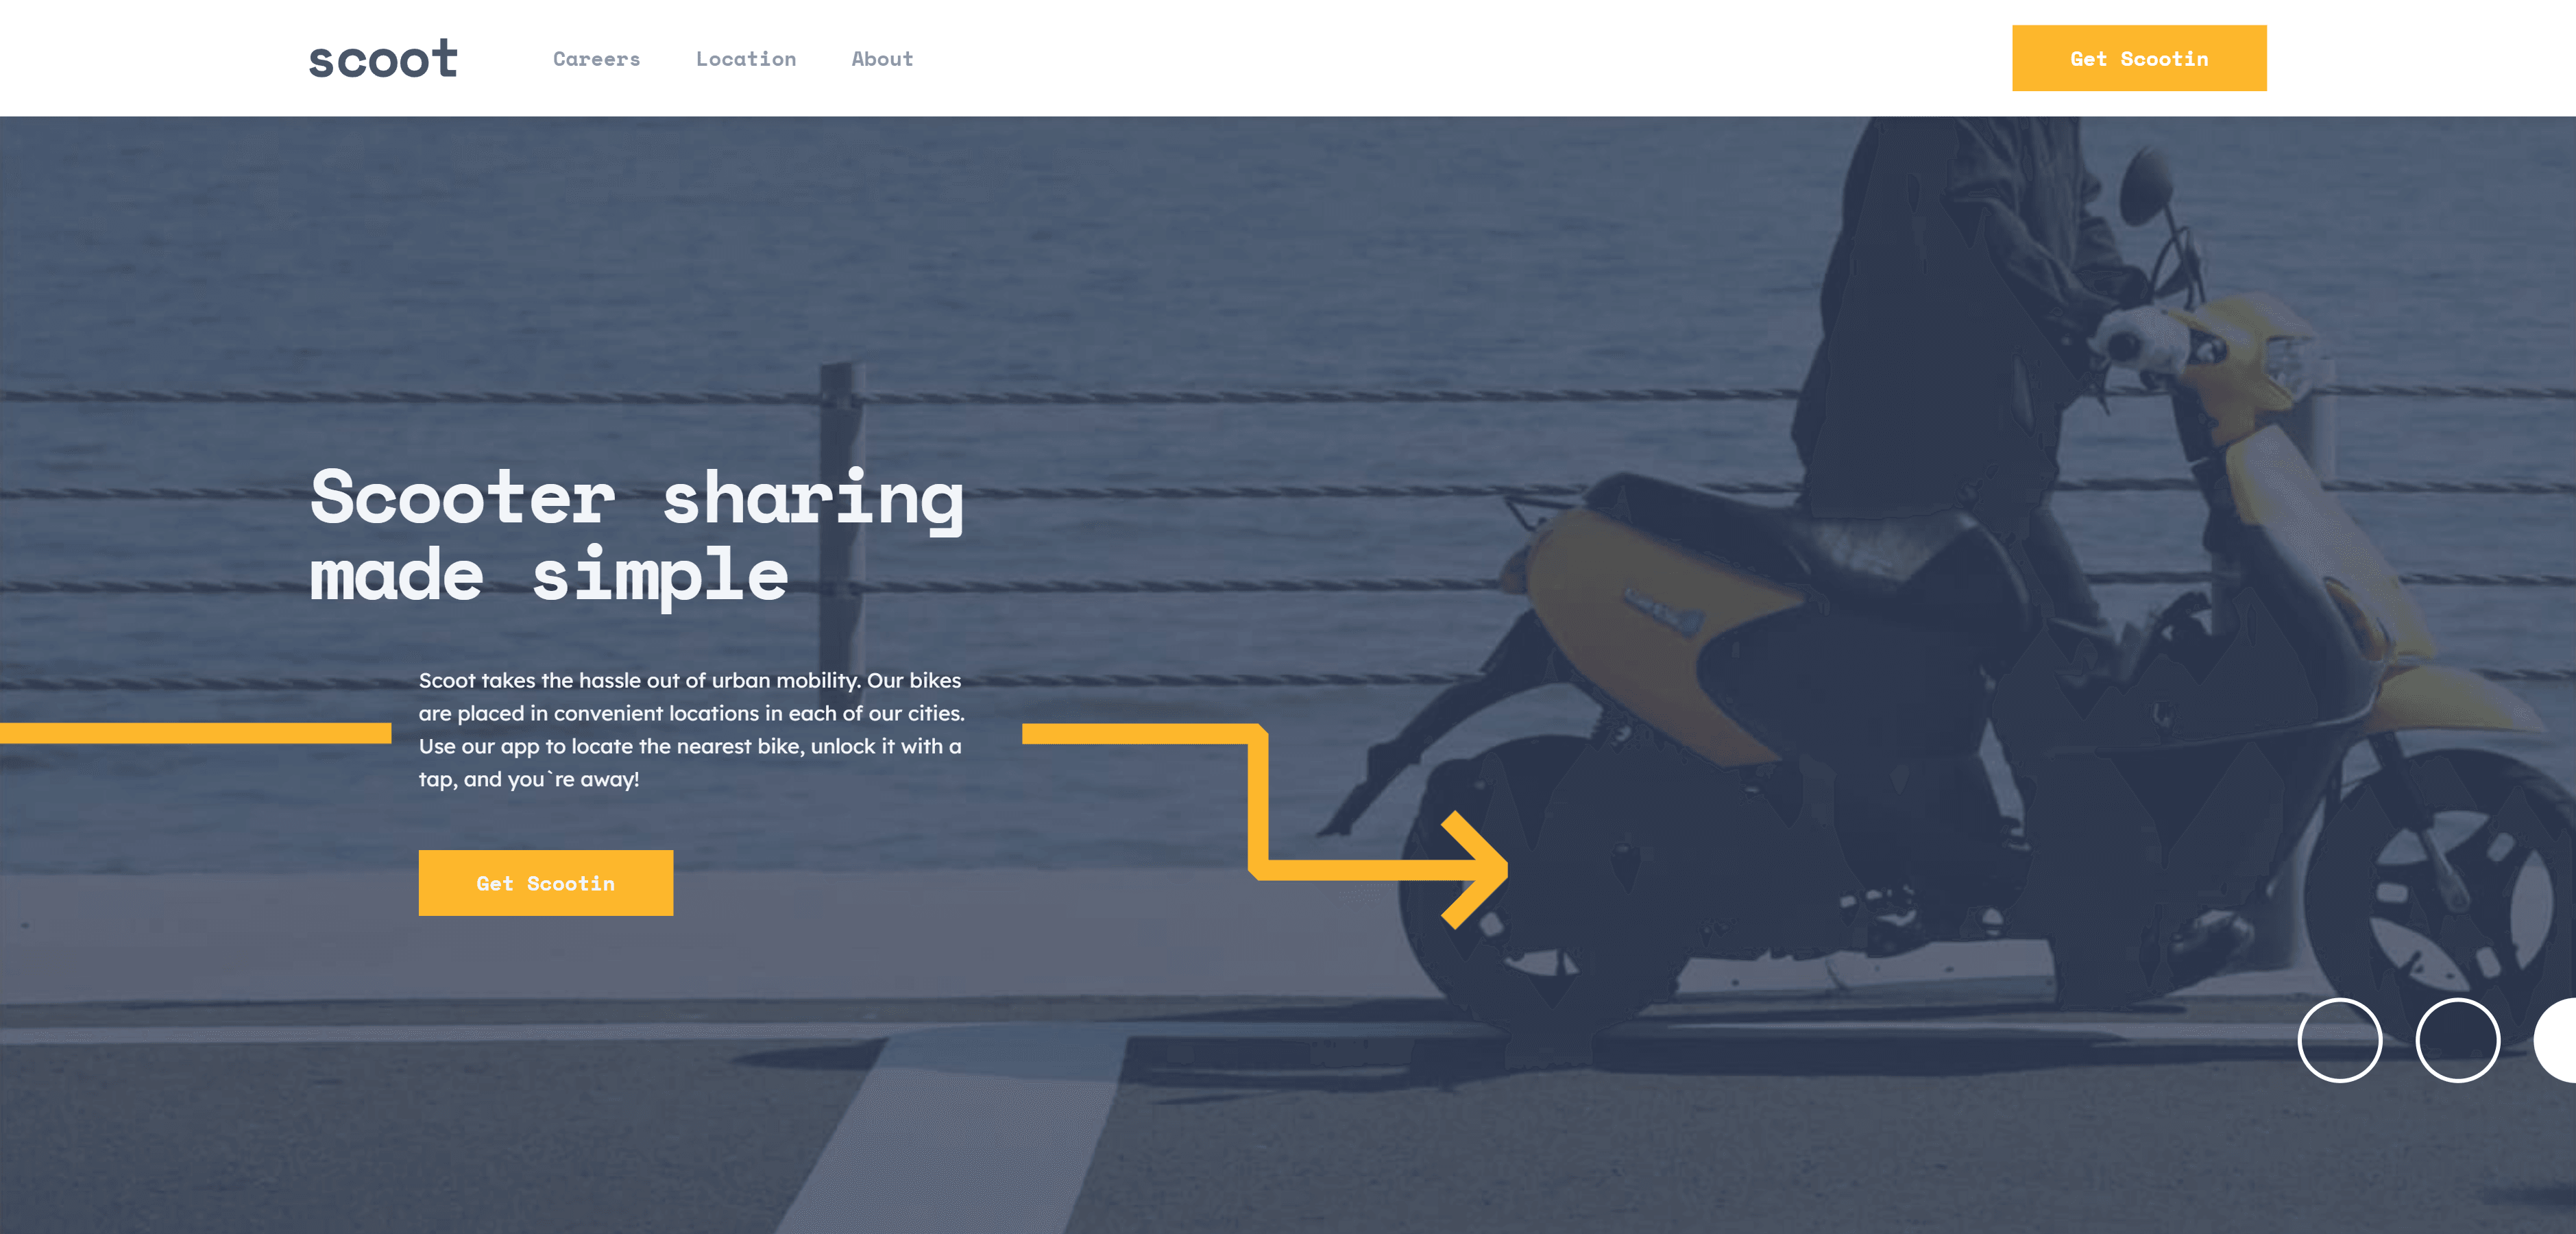 scoot
Careers
Location
About
Get Scootin
Scooter sharing
made simple
Scoot takes the hassle out of urban mobility. Our bikes
are placed in convenient locations in each of our cities.
Use our app to locate the nearest bike, unlock it with a
tap, and you`re away!
Get Scootin